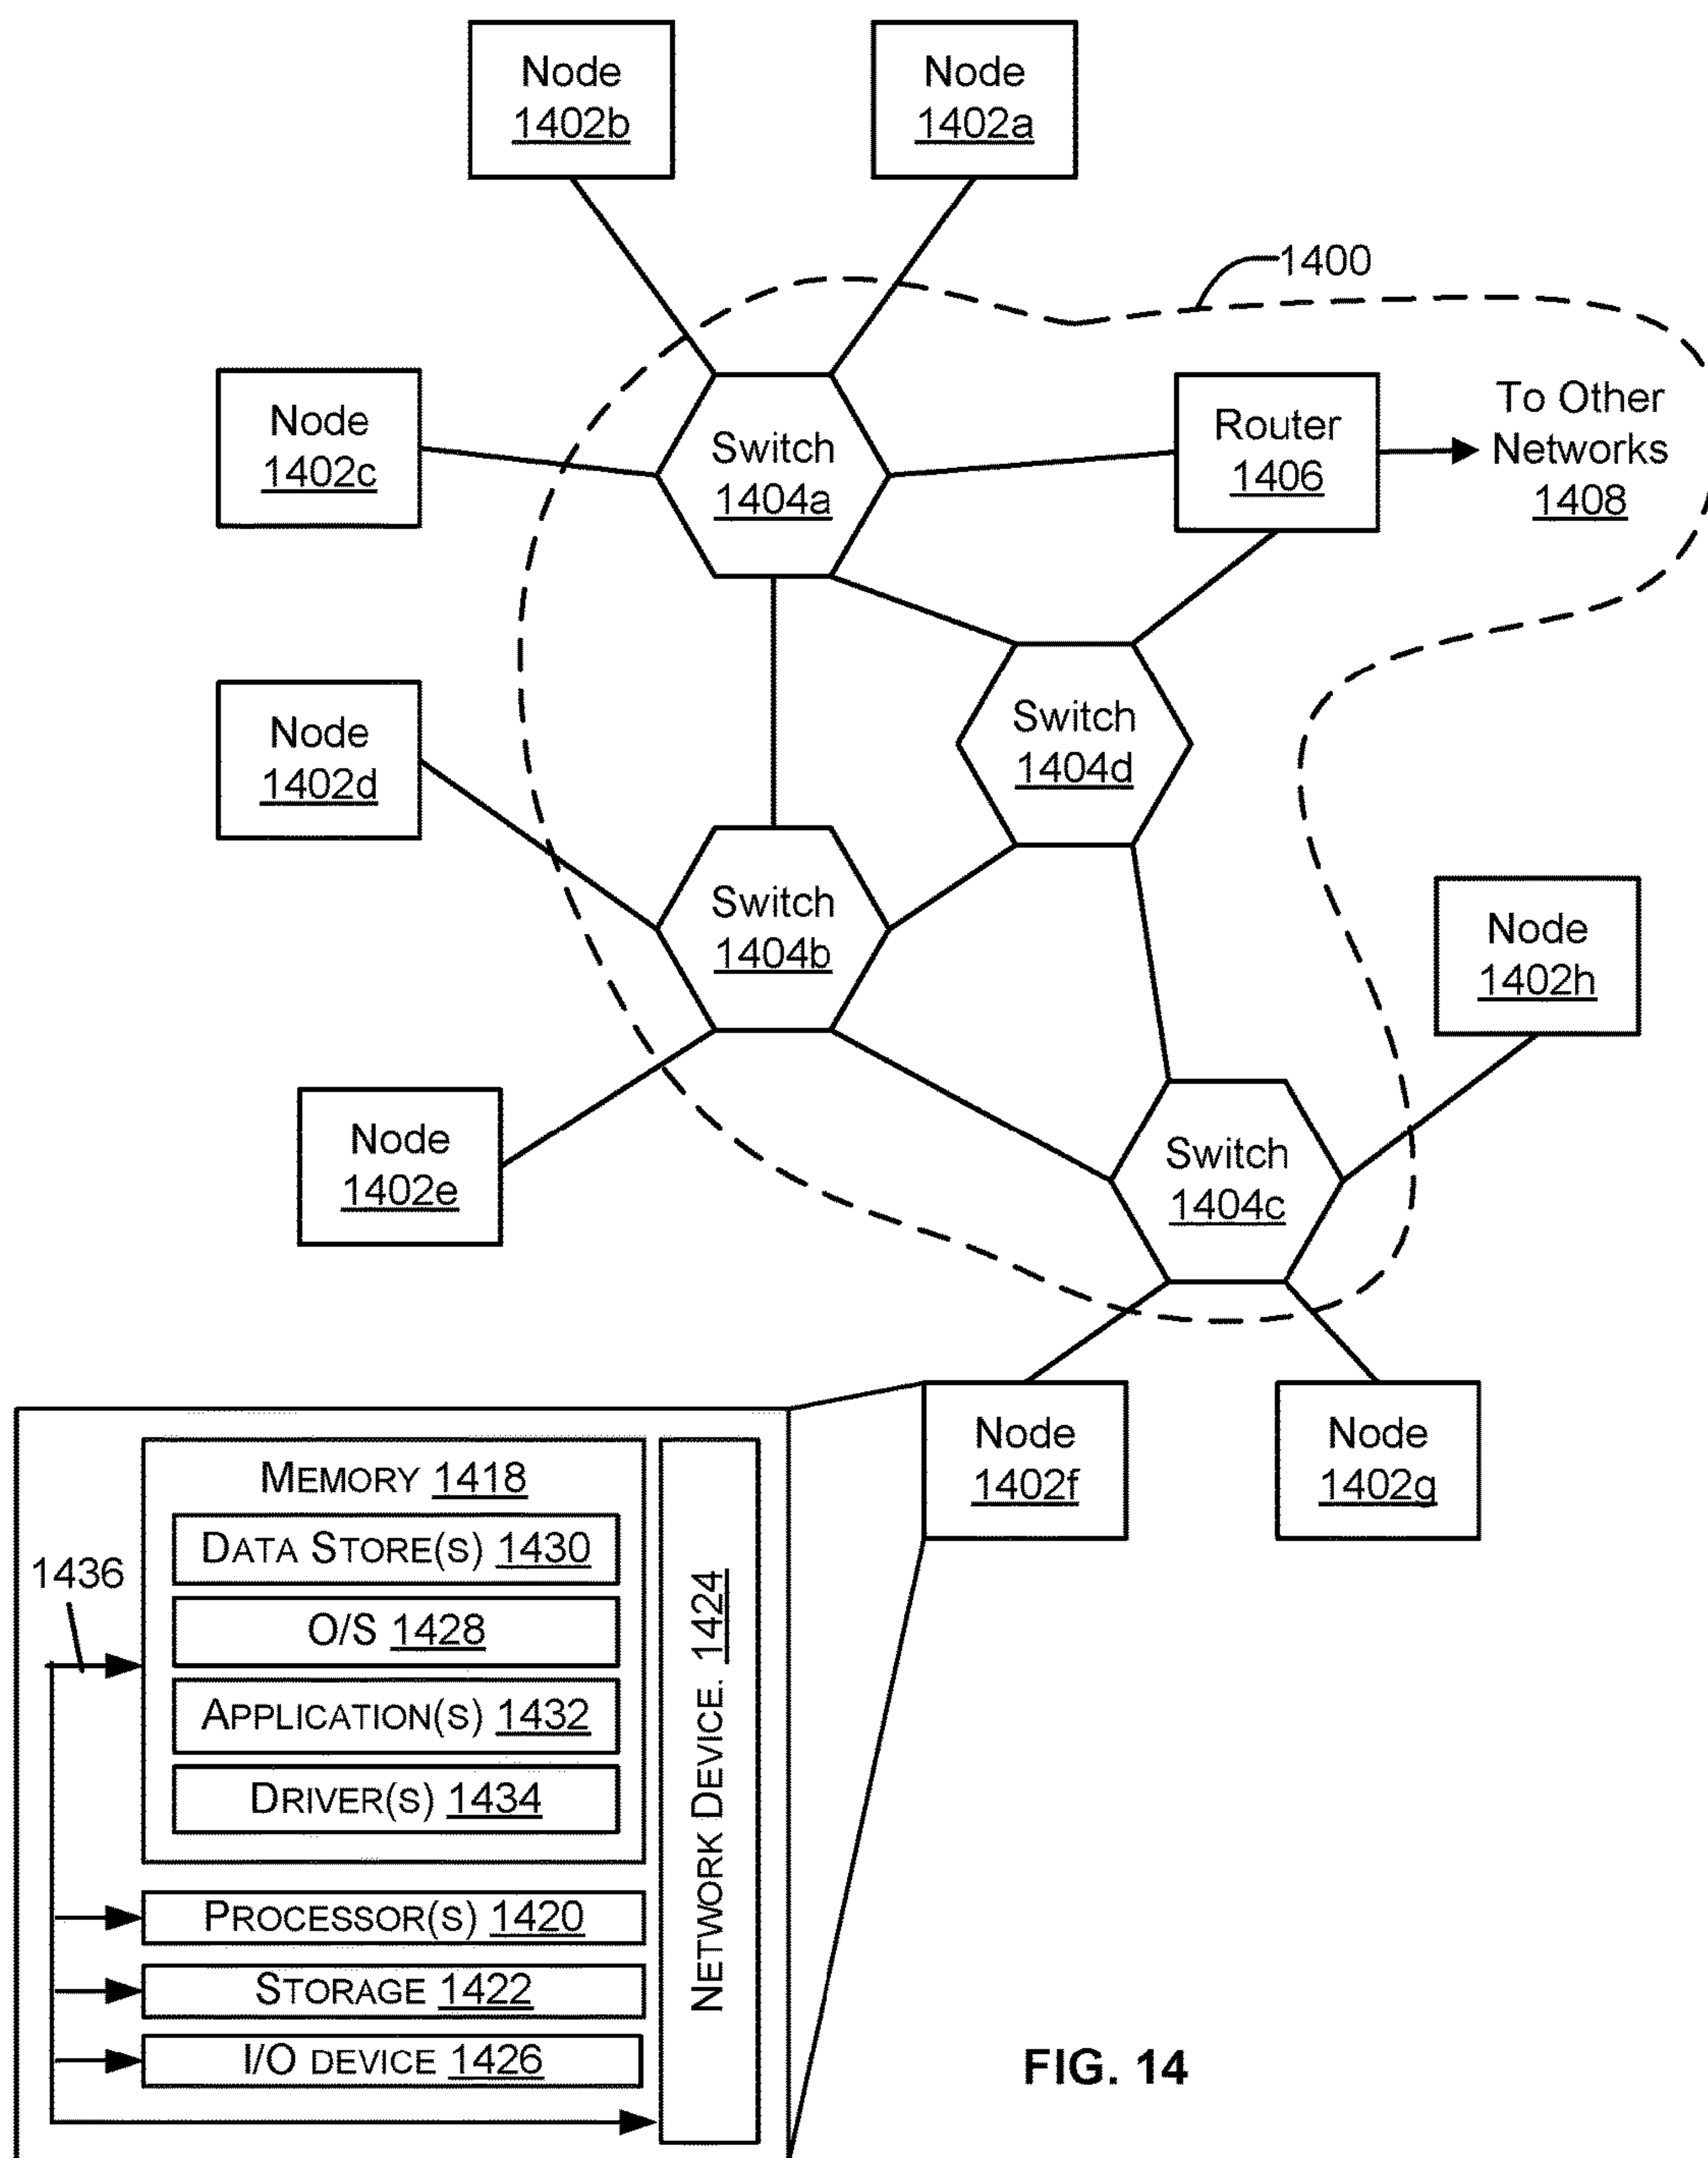 Node
1402b
Node
1402a
1400
Node
1402c
Switch
1404a
Router
1406
To Other
Networks
1408
Node
1402d
Switch
1404d
Switch
1404b
Node
1402h
Node
1402e
Switch
1404c
Node
1402f
Node
1402g
MEMORY 1418
DATA STORE(S) 1430
1436
O/S 1428
APPLICATION(S) 1432
DRIVER(S) 1434
NETWORK DEVICE. 1424
PROCESSOR(S) 1420
STORAGE 1422
I/O DEVICE 1426
FIG. 14